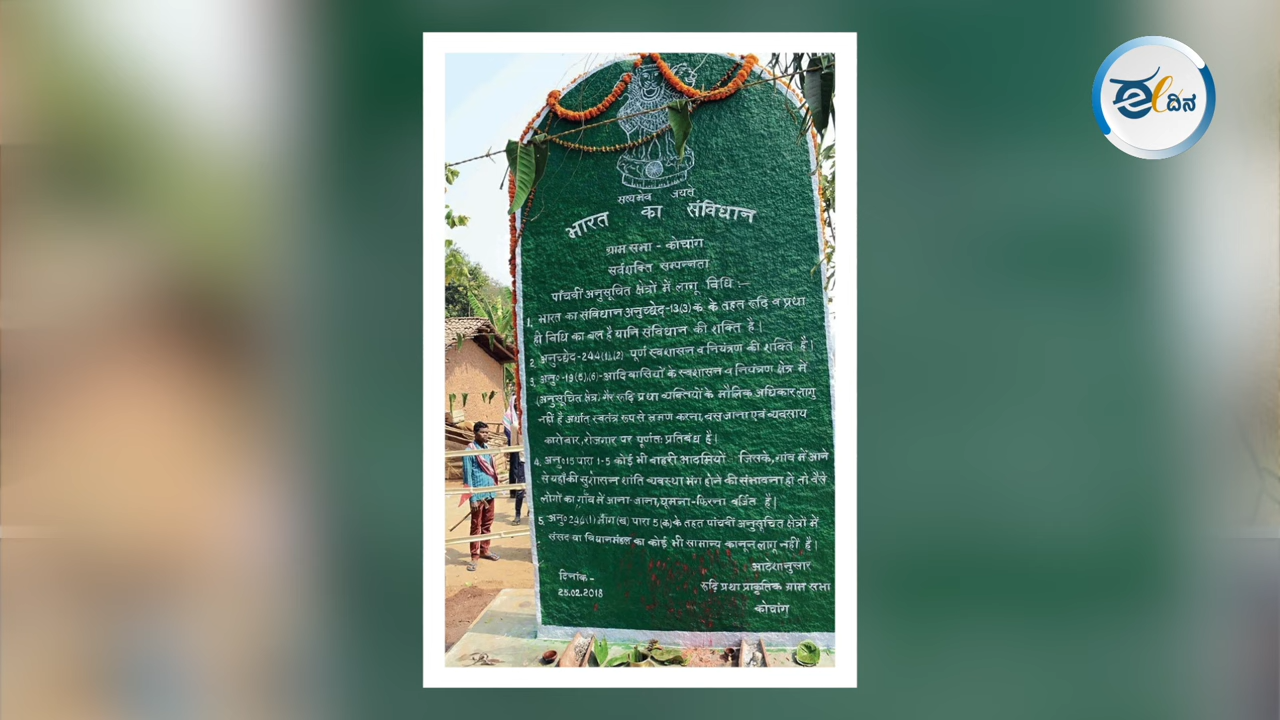 सत्यमेव जयते
भारत का संविधान
ग्राम सभा - कोचांग
सर्वशक्ति सम्पन्नता
पाँचवीं अनुसूचित क्षेत्रों में लागू विधि :-
1. भारत का संविधान अनुच्छेद-13(3) क के तहत रूढ़ि व प्रथा
ही विधि का बल है यानि संविधान की शक्ति है।
2. अनुच्छेद-244(1),(2) पूर्ण स्वशासन व नियंत्रण की शक्ति है।
3. अनु०-19(5),(6)-आदिवासियों के स्वशासन व नियंत्रण क्षेत्र में
(अनुसूचित क्षेत्र) गैर रूढ़ि प्रथा व्यक्तियों के मौलिक अधिकार लागु
नहीं है अर्थात स्वतंत्र रूप से भ्रमण करना, बस जाना एवं व्यवसाय
कारोबार, रोजगार पर पूर्णतः प्रतिबंध है।
4. अनु०15 पारा 1-5 कोई भी बाहरी आदमियों जिसके, गांव में आने
से यहाँ की सुशासन शांति व्यवस्था भंग होने की संभावना हो तो वैसे
लोगों का गाँव में आना-जाना, घूमना-फिरना वर्जित है।
5. अनु०244(1) भाग(ख) पारा 5(क) के तहत पांचवीं अनुसूचित क्षेत्रों में
संसद या विधानमंडल का कोई भी सामान्य कानून लागू नहीं है।
आदेशानुसार
दिनांक-
25.02.2018
रूढ़ि प्रथा प्राकृतिक ग्राम सभा
कोचांग
ಈ ದಿನ